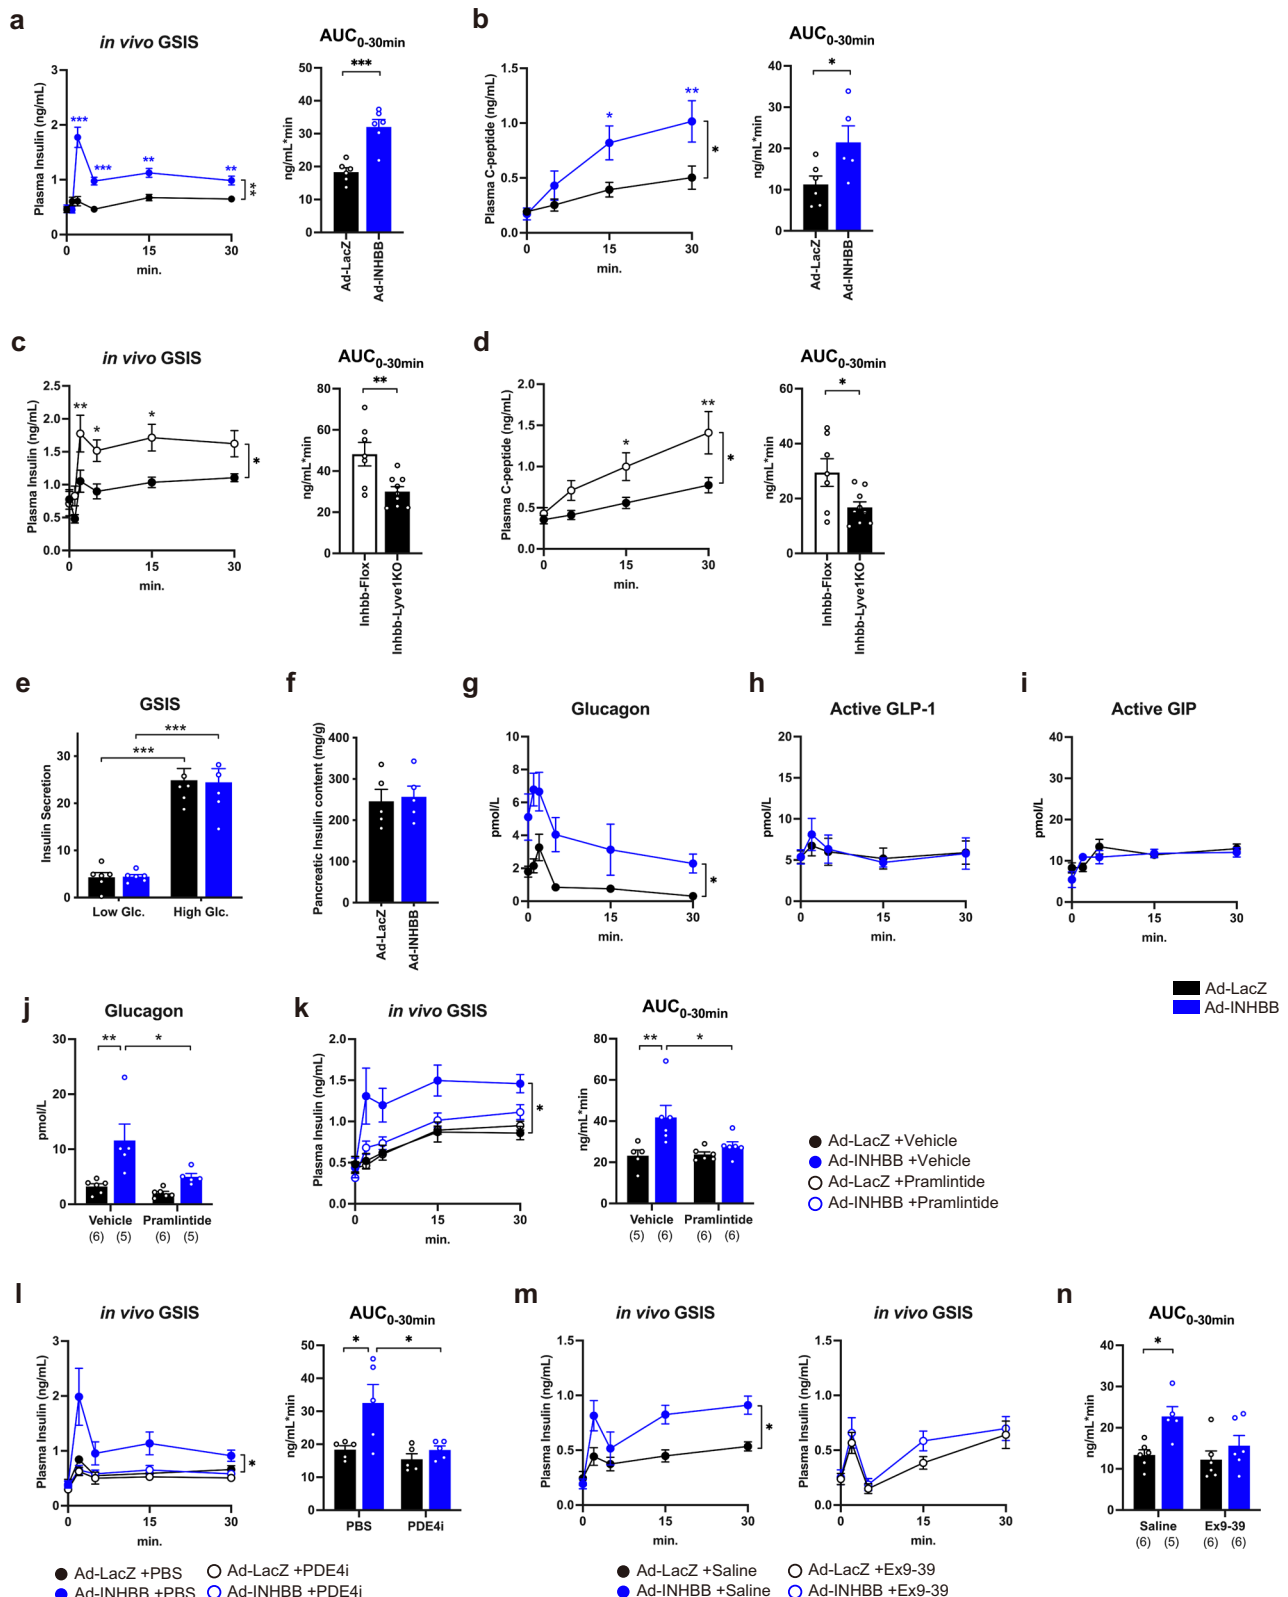 a
in vivo GSIS
AUC0-30min
Plasma Insulin (ng/mL)
3
2
1
0
0 15 30
min.
***
***
**
**
**
ng/mL*min
50
40
30
20
10
0
***
Ad-LacZ
Ad-INHBB
b
AUC0-30min
Plasma C-peptide (ng/mL)
1.5
1.0
0.5
0.0
0 15 30
min.
*
**
*
ng/mL*min
40
30
20
10
0
*
Ad-LacZ
Ad-INHBB
c
in vivo GSIS
AUC0-30min
Plasma Insulin (ng/mL)
2.5
2.0
1.5
1.0
0.5
0.0
0 15 30
min.
**
*
*
*
ng/mL*min
80
60
40
20
0
**
Inhbb-Flox
Inhbb-Lyve1KO
d
AUC0-30min
Plasma C-peptide (ng/mL)
2.0
1.5
1.0
0.5
0.0
0 15 30
min.
*
**
*
ng/mL*min
60
40
20
0
*
Inhbb-Flox
Inhbb-Lyve1KO
e
GSIS
Insulin Secretion
30
20
10
0
***
***
Low Glc. High Glc.
f
Pancreatic Insulin content (mg/g)
400
300
200
100
0
Ad-LacZ
Ad-INHBB
g
Glucagon
pmol/L
10
8
6
4
2
0
0 15 30
min.
*
h
Active GLP-1
pmol/L
20
15
10
5
0
0 15 30
min.
i
Active GIP
pmol/L
40
30
20
10
0
0 15 30
min.
Ad-LacZ
Ad-INHBB
j
Glucagon
pmol/L
30
20
10
0
** *
Vehicle Pramlintide
(6) (5) (6) (5)
k
in vivo GSIS
AUC0-30min
Plasma Insulin (ng/mL)
2.0
1.5
1.0
0.5
0.0
0 15 30
min.
*
ng/mL*min
80
60
40
20
0
** *
Vehicle Pramlintide
(5) (6) (6) (6)
Ad-LacZ +Vehicle
Ad-INHBB +Vehicle
Ad-LacZ +Pramlintide
Ad-INHBB +Pramlintide
l
in vivo GSIS
AUC0-30min
Plasma Insulin (ng/mL)
3
2
1
0
0 15 30
min.
*
ng/mL*min
50
40
30
20
10
0
* *
PBS PDE4i
Ad-LacZ +PBS Ad-LacZ +PDE4i
Ad-INHBB +PBS Ad-INHBB +PDE4i
m
in vivo GSIS
Plasma Insulin (ng/mL)
1.5
1.0
0.5
0.0
0 15 30
min.
*
in vivo GSIS
Plasma Insulin (ng/mL)
1.5
1.0
0.5
0.0
0 15 30
min.
Ad-LacZ +Saline Ad-LacZ +Ex9-39
Ad-INHBB +Saline Ad-INHBB +Ex9-39
n
AUC0-30min
ng/mL*min
40
30
20
10
0
*
Saline Ex9-39
(6) (5) (6) (6)